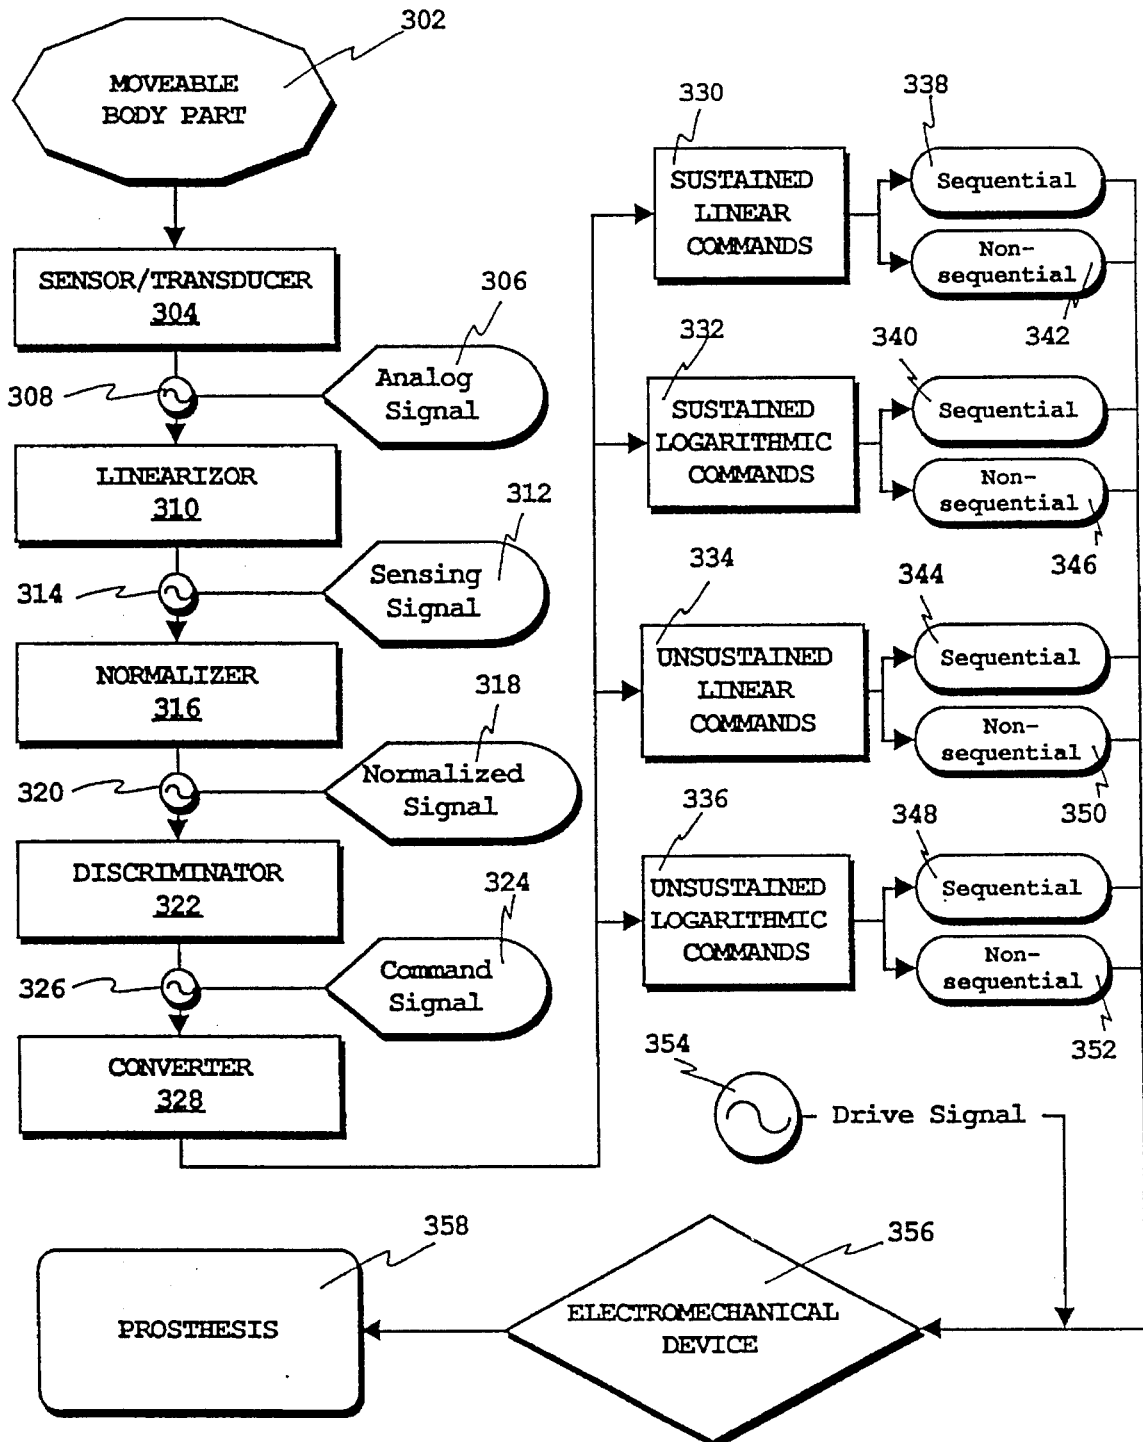 302
MOVEABLE
BODY PART
SENSOR/TRANSDUCER
304
306
Analog
Signal
308
LINEARIZOR
310
312
Sensing
Signal
314
NORMALIZER
316
318
Normalized
Signal
320
DISCRIMINATOR
322
324
Command
Signal
326
CONVERTER
328
330
SUSTAINED
LINEAR
COMMANDS
338
Sequential
Non-
sequential
342
332
SUSTAINED
LOGARITHMIC
COMMANDS
340
Sequential
Non-
sequential
346
334
UNSUSTAINED
LINEAR
COMMANDS
344
Sequential
Non-
sequential
350
336
UNSUSTAINED
LOGARITHMIC
COMMANDS
348
Sequential
Non-
sequential
352
354
Drive Signal
356
ELECTROMECHANICAL
DEVICE
358
PROSTHESIS